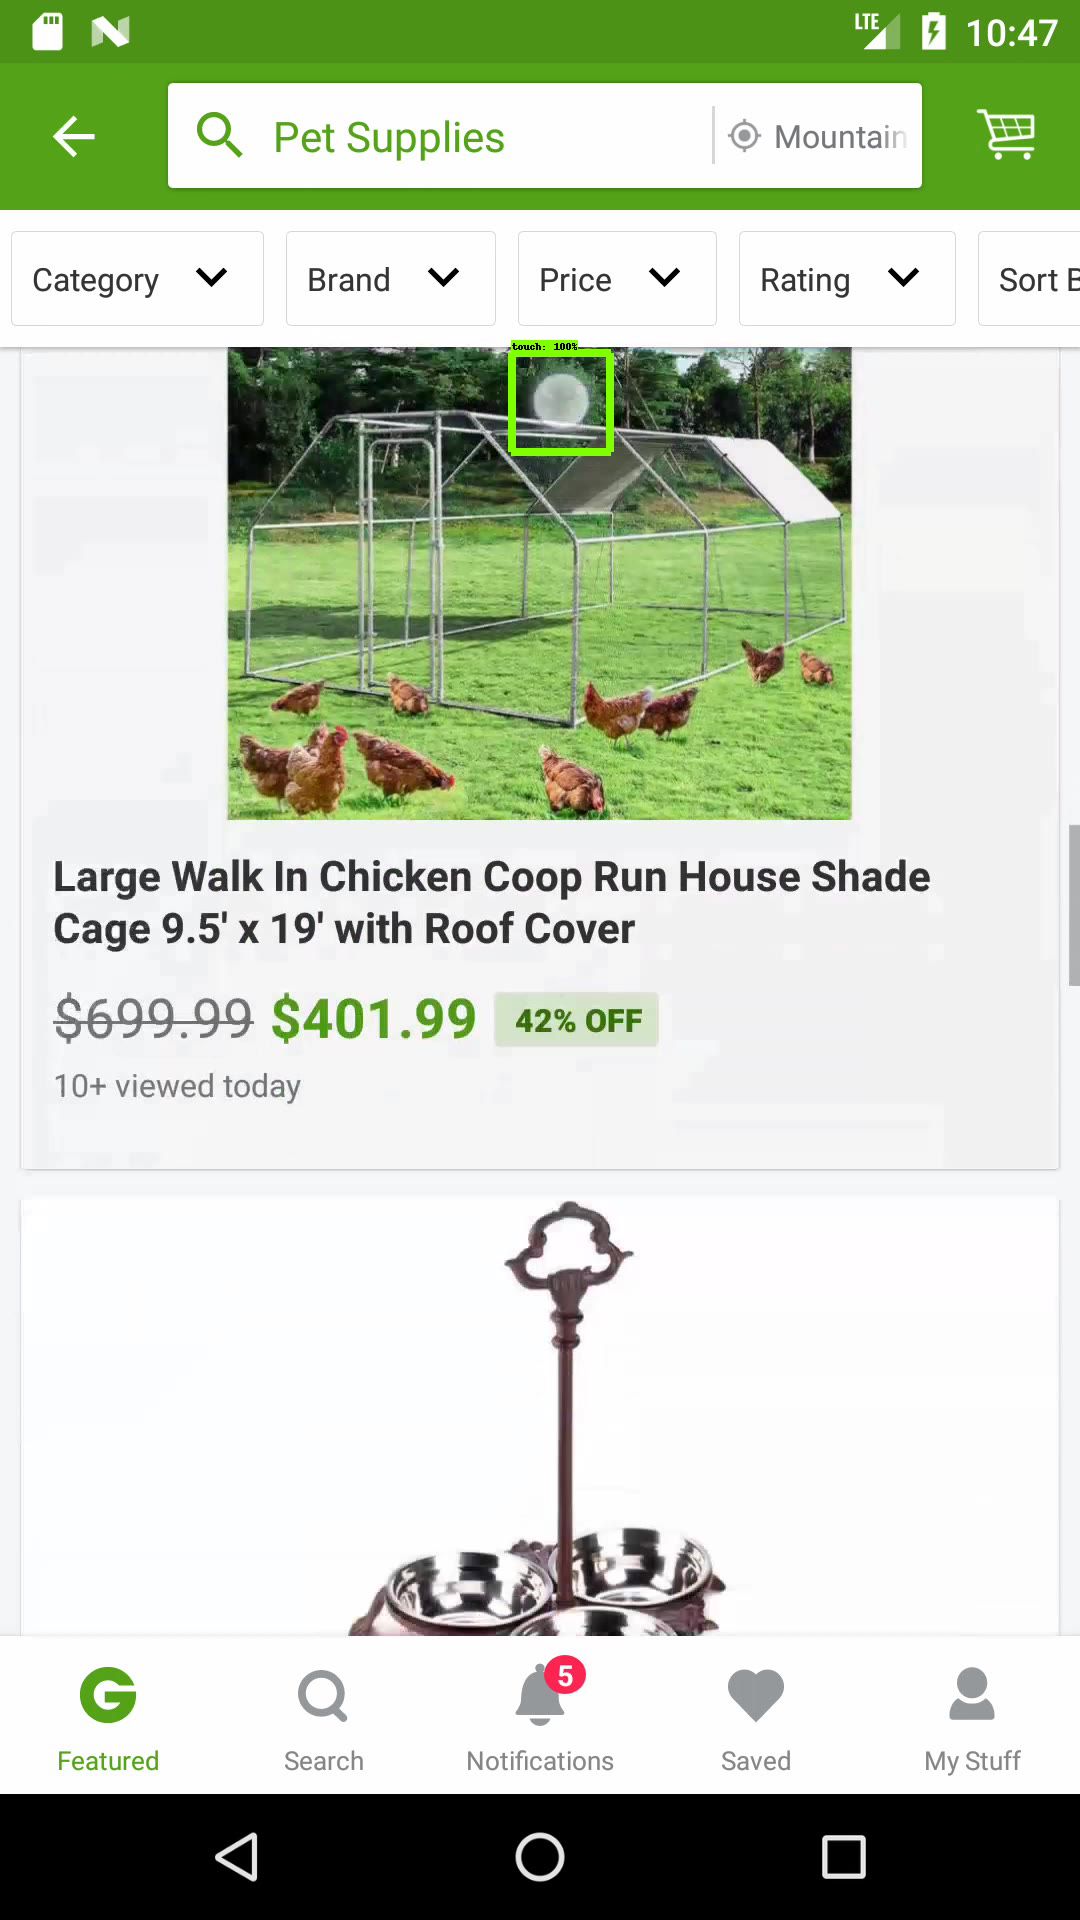 LTE 10:47
Pet Supplies Mountain
Category Brand Price Rating Sort B
touch: 100%
Large Walk In Chicken Coop Run House Shade
Cage 9.5' x 19' with Roof Cover
$699.99 $401.99 42% OFF
10+ viewed today
5
Featured Search Notifications Saved My Stuff